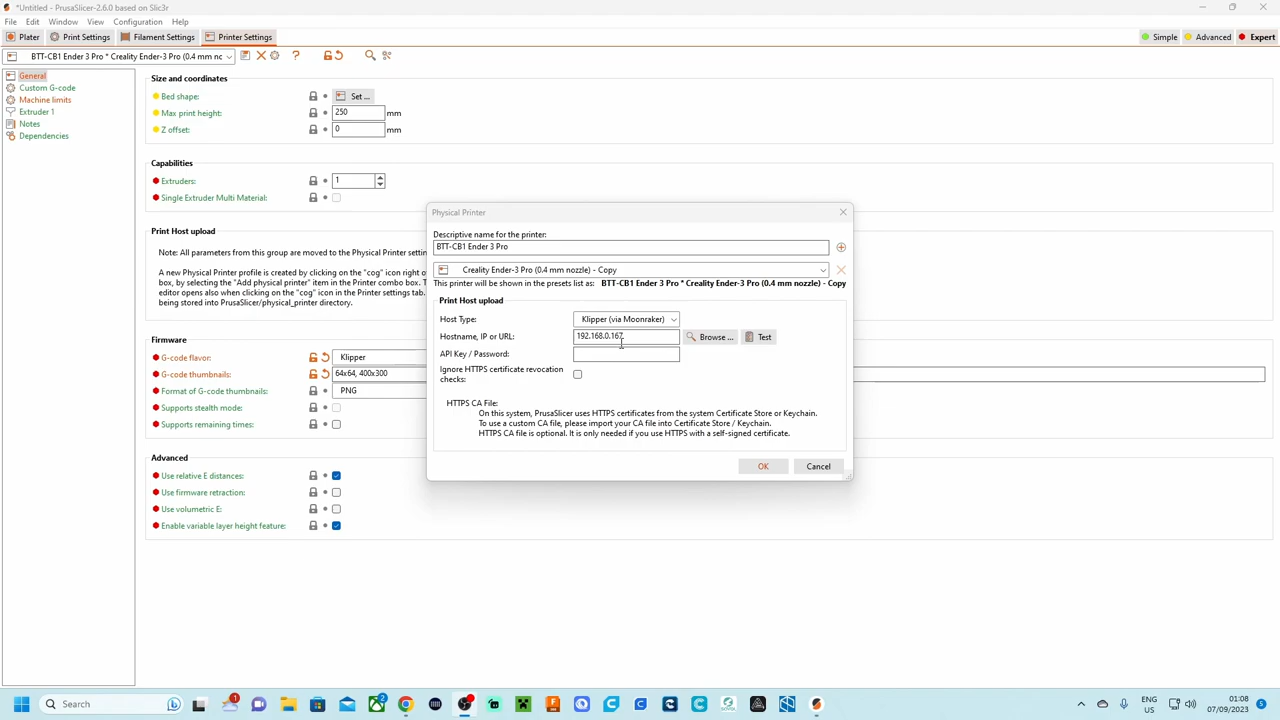 *Untitled - PrusaSlicer-2.6.0 based on Slic3r
File Edit Window View Configuration Help
Plater Print Settings Filament Settings Printer Settings Simple Advanced Expert
BTT-CB1 Ender 3 Pro * Creality Ender-3 Pro (0.4 mm nc
General
Custom G-code
Machine limits
Extruder 1
Notes
Dependencies
Size and coordinates
Bed shape: Set ...
Max print height: 250 mm
Z offset: 0 mm
Capabilities
Extruders: 1
Single Extruder Multi Material:
Print Host upload
Note: All parameters from this group are moved to the Physical Printer settin
A new Physical Printer profile is created by clicking on the "cog" icon right o
box, by selecting the "Add physical printer" item in the Printer combo box. T
editor opens also when clicking on the "cog" icon in the Printer settings tab.
being stored into PrusaSlicer/physical_printer directory.
Firmware
G-code flavor: Klipper
G-code thumbnails: 64x64, 400x300
Format of G-code thumbnails: PNG
Supports stealth mode:
Supports remaining times:
Advanced
Use relative E distances:
Use firmware retraction:
Use volumetric E:
Enable variable layer height feature:
Physical Printer
Descriptive name for the printer:
BTT-CB1 Ender 3 Pro
Creality Ender-3 Pro (0.4 mm nozzle) - Copy
This printer will be shown in the presets list as: BTT-CB1 Ender 3 Pro * Creality Ender-3 Pro (0.4 mm nozzle) - Copy
Print Host upload
Host Type: Klipper (via Moonraker)
Hostname, IP or URL: 192.168.0.167 Browse ... Test
API Key / Password:
Ignore HTTPS certificate revocation
checks:
HTTPS CA File:
On this system, PrusaSlicer uses HTTPS certificates from the system Certificate Store or Keychain.
To use a custom CA file, please import your CA file into Certificate Store / Keychain.
HTTPS CA file is optional. It is only needed if you use HTTPS with a self-signed certificate.
OK Cancel
Search
1
2
ENG
UK
01:08
07/09/2023
5